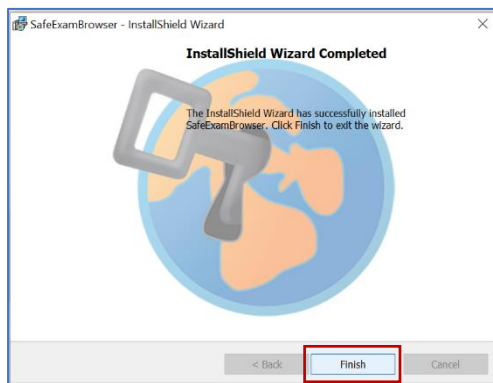 SafeExamBrowser - InstallShield Wizard
InstallShield Wizard Completed
The InstallShield Wizard has successfully installed
SafeExamBrowser. Click Finish to exit the wizard.
< Back
Finish
Cancel